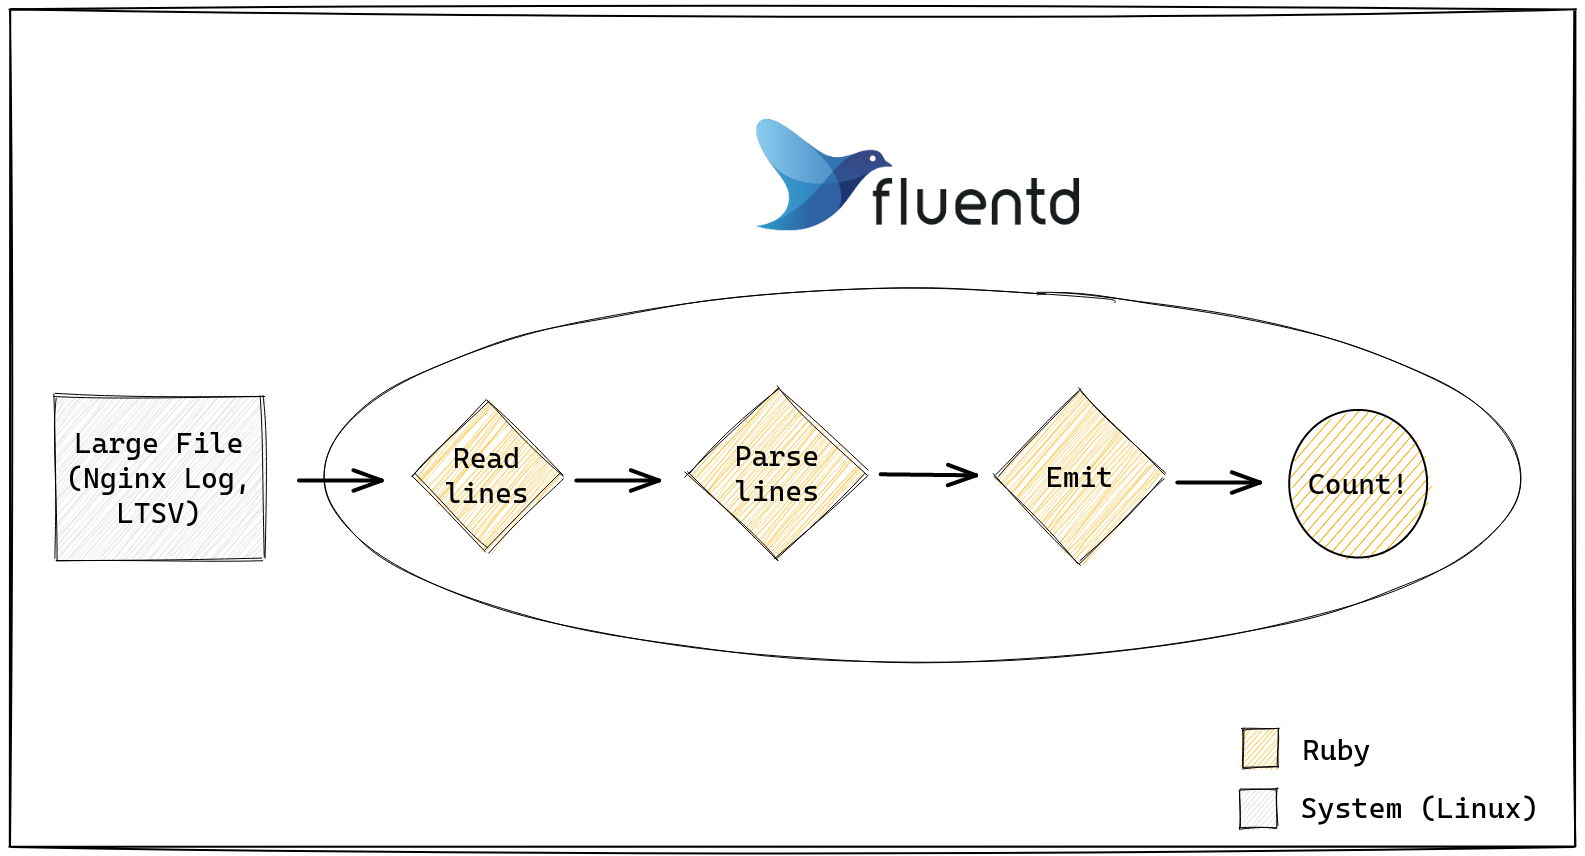 fluentd
Large File
(Nginx Log,
LTSV)
Read
lines
Parse
lines
Emit
Count!
Ruby
System (Linux)